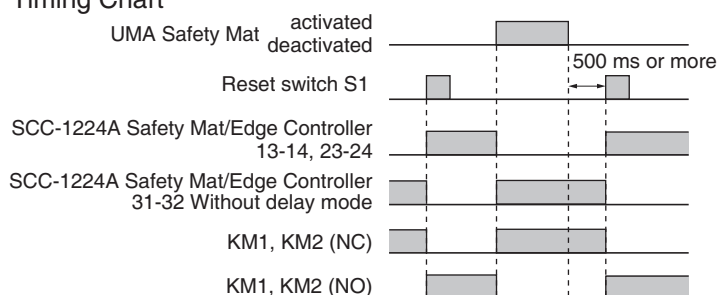 Timing Chart
UMA Safety Mat activated
deactivated
500 ms or more
Reset switch S1
SCC-1224A Safety Mat/Edge Controller
13-14, 23-24
SCC-1224A Safety Mat/Edge Controller
31-32 Without delay mode
KM1, KM2 (NC)
KM1, KM2 (NO)